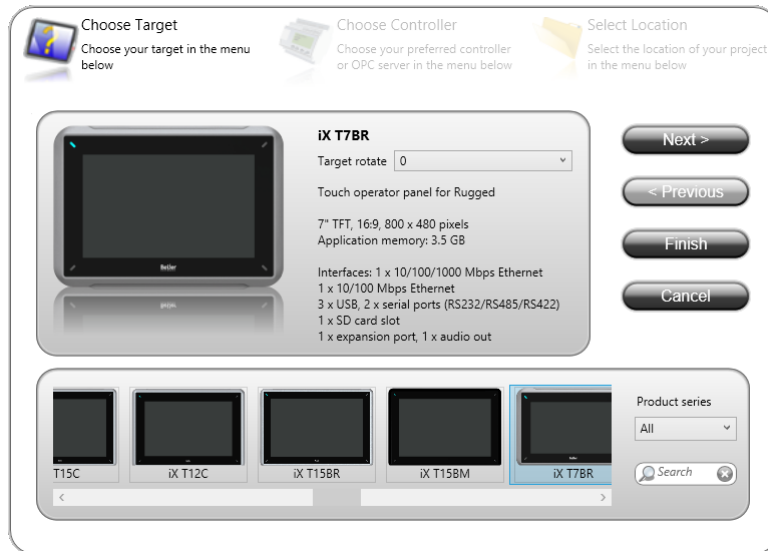 Choose Target
Choose your target in the menu
below
Choose Controller
Choose your preferred controller
or OPC server in the menu below
Select Location
Select the location of your project
in the menu below
iX T7BR
Target rotate 0
Touch operator panel for Rugged
7" TFT, 16:9, 800 x 480 pixels
Application memory: 3.5 GB
Interfaces: 1 x 10/100/1000 Mbps Ethernet
1 x 10/100 Mbps Ethernet
3 x USB, 2 x serial ports (RS232/RS485/RS422)
1 x SD card slot
1 x expansion port, 1 x audio out
Next >
< Previous
Finish
Cancel
T15C
iX T12C
iX T15BR
iX T15BM
iX T7BR
Product series
All
Search